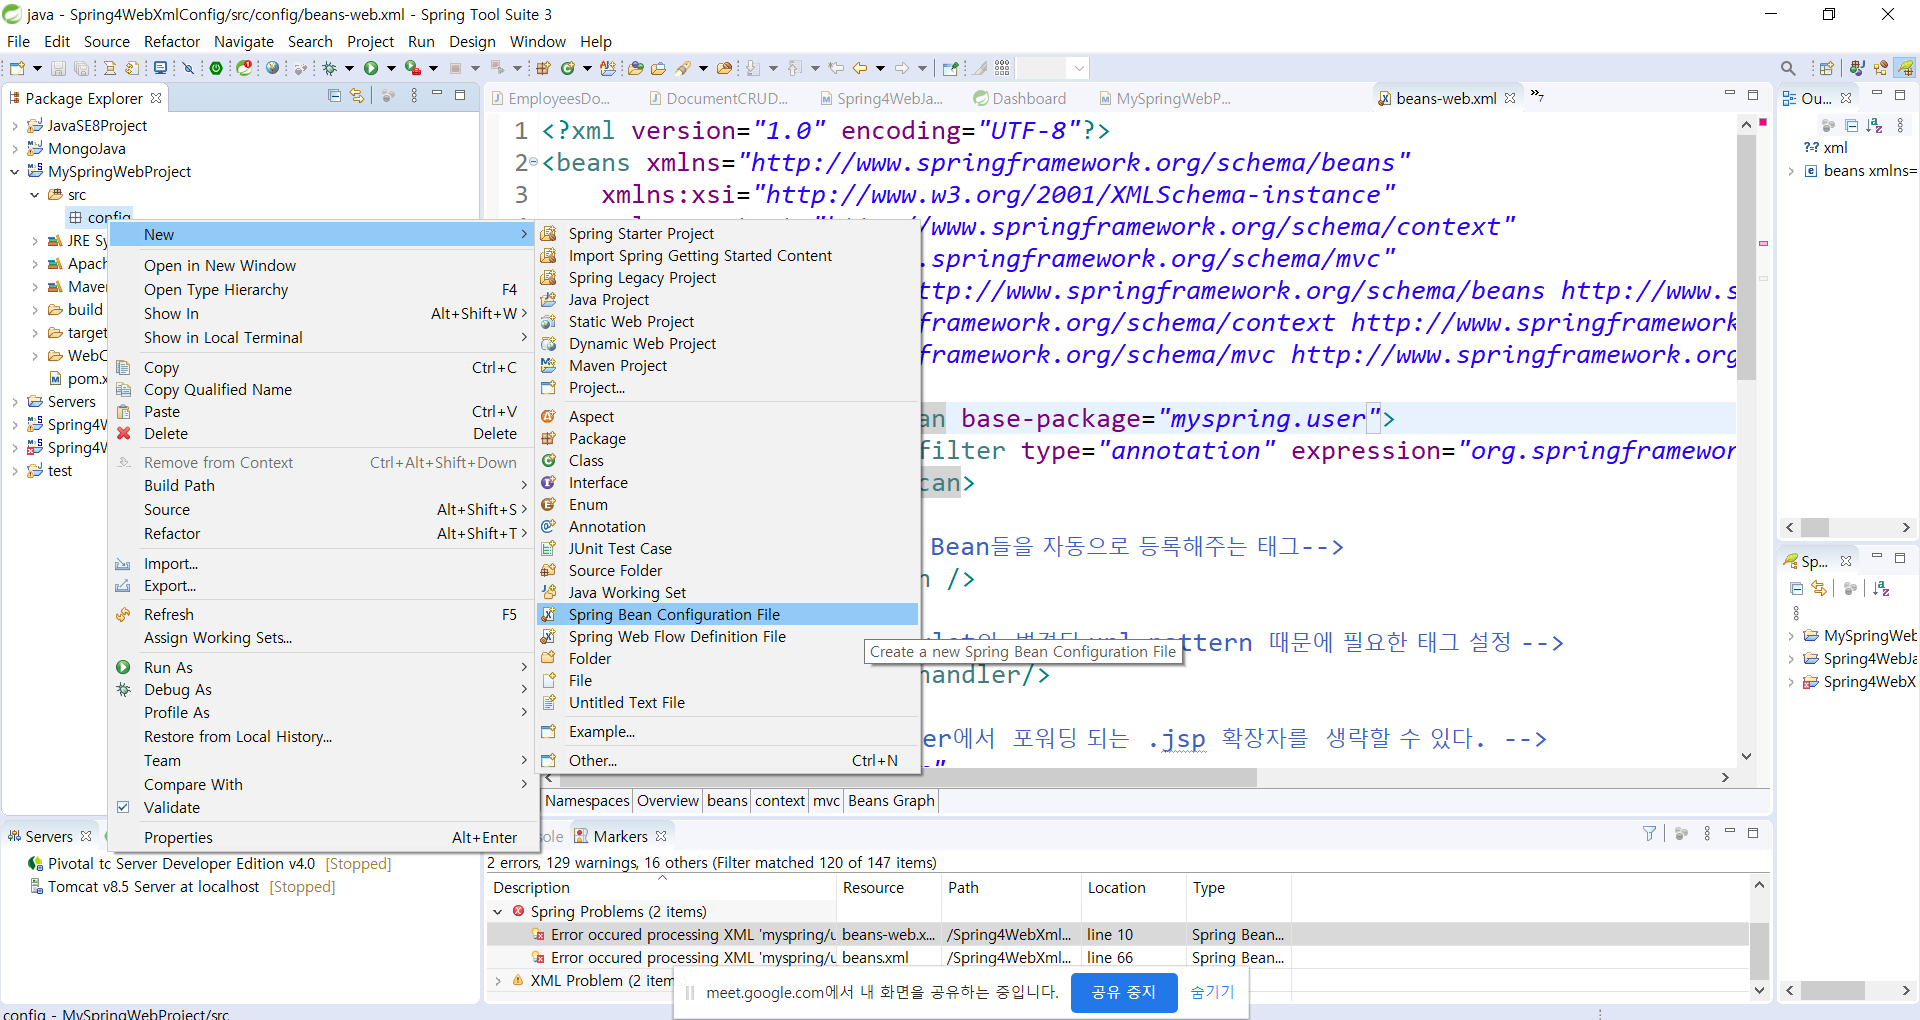 java - Spring4WebXmlConfig/src/config/beans-web.xml - Spring Tool Suite 3
File Edit Source Refactor Navigate Search Project Run Design Window Help
Package Explorer
JavaSE8Project
MongoJava
MySpringWebProject
src
config
JRE Sy
Apach
Maven
build
target
WebC
pom.x
Servers
Spring4W
Spring4W
test
New
Open in New Window
Open Type Hierarchy F4
Show In Alt+Shift+W
Show in Local Terminal
Copy Ctrl+C
Copy Qualified Name
Paste Ctrl+V
Delete Delete
Remove from Context Ctrl+Alt+Shift+Down
Build Path
Source Alt+Shift+S
Refactor Alt+Shift+T
Import...
Export...
Refresh F5
Assign Working Sets...
Run As
Debug As
Profile As
Restore from Local History...
Team
Compare With
Validate
Properties Alt+Enter
Spring Starter Project
Import Spring Getting Started Content
Spring Legacy Project
Java Project
Static Web Project
Dynamic Web Project
Maven Project
Project...
Aspect
Package
Class
Interface
Enum
Annotation
JUnit Test Case
Source Folder
Java Working Set
Spring Bean Configuration File
Spring Web Flow Definition File
Folder
File
Untitled Text File
Example...
Other... Ctrl+N
Create a new Spring Bean Configuration File
EmployeesDo... DocumentCRUD... Spring4WebJa... Dashboard MySpringWebP... beans-web.xml »7
1 <?xml version="1.0" encoding="UTF-8"?>
2 <beans xmlns="http://www.springframework.org/schema/beans"
3 xmlns:xsi="http://www.w3.org/2001/XMLSchema-instance"
/www.springframework.org/schema/context"
.springframework.org/schema/mvc"
ttp://www.springframework.org/schema/beans http://www.s
framework.org/schema/context http://www.springframework
framework.org/schema/mvc http://www.springframework.org
an base-package="myspring.user">
filter type="annotation" expression="org.springframewor
can>
Bean들을 자동으로 등록해주는 태그-->
n />
ttern 때문에 필요한 태그 설정 -->
handler/>
er에서 포워딩 되는 .jsp 확장자를 생략할 수 있다. -->
Namespaces Overview beans context mvc Beans Graph
Ou...
xml
beans xmlns=
Sp...
MySpringWeb
Spring4WebJa
Spring4WebX
Servers
Pivotal tc Server Developer Edition v4.0 [Stopped]
Tomcat v8.5 Server at localhost [Stopped]
ole Markers
2 errors, 129 warnings, 16 others (Filter matched 120 of 147 items)
Description Resource Path Location Type
Spring Problems (2 items)
Error occured processing XML 'myspring/u beans-web.x... /Spring4WebXml... line 10 Spring Bean...
Error occured processing XML 'myspring/u beans.xml /Spring4WebXml... line 66 Spring Bean...
XML Problem (2 item
meet.google.com에서 내 화면을 공유하는 중입니다. 공유 중지 숨기기
config - MySpringWebProject/src